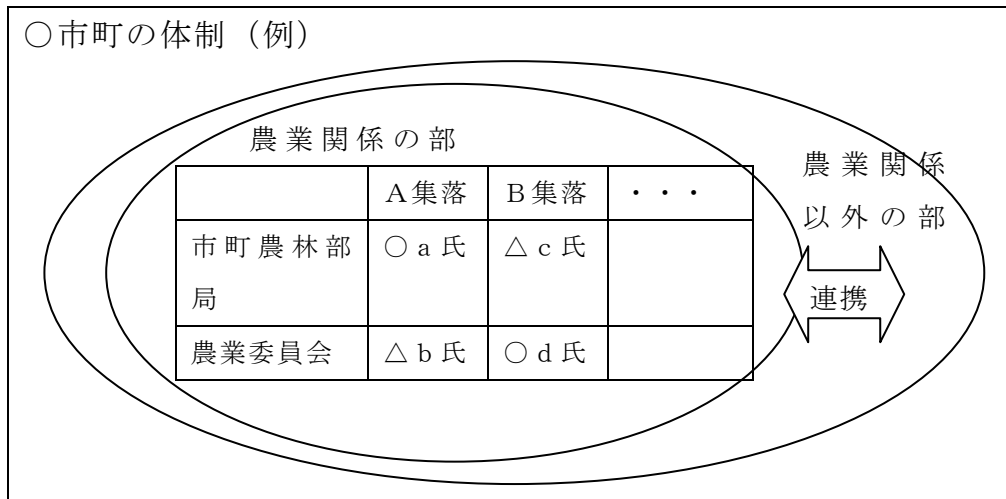 ○市町の体制（例）
農業関係の部
農業関係
以外の部
A集落 B集落 ・・・
市町農林部
局
○a氏 △c氏
農業委員会 △b氏 ○d氏
連携